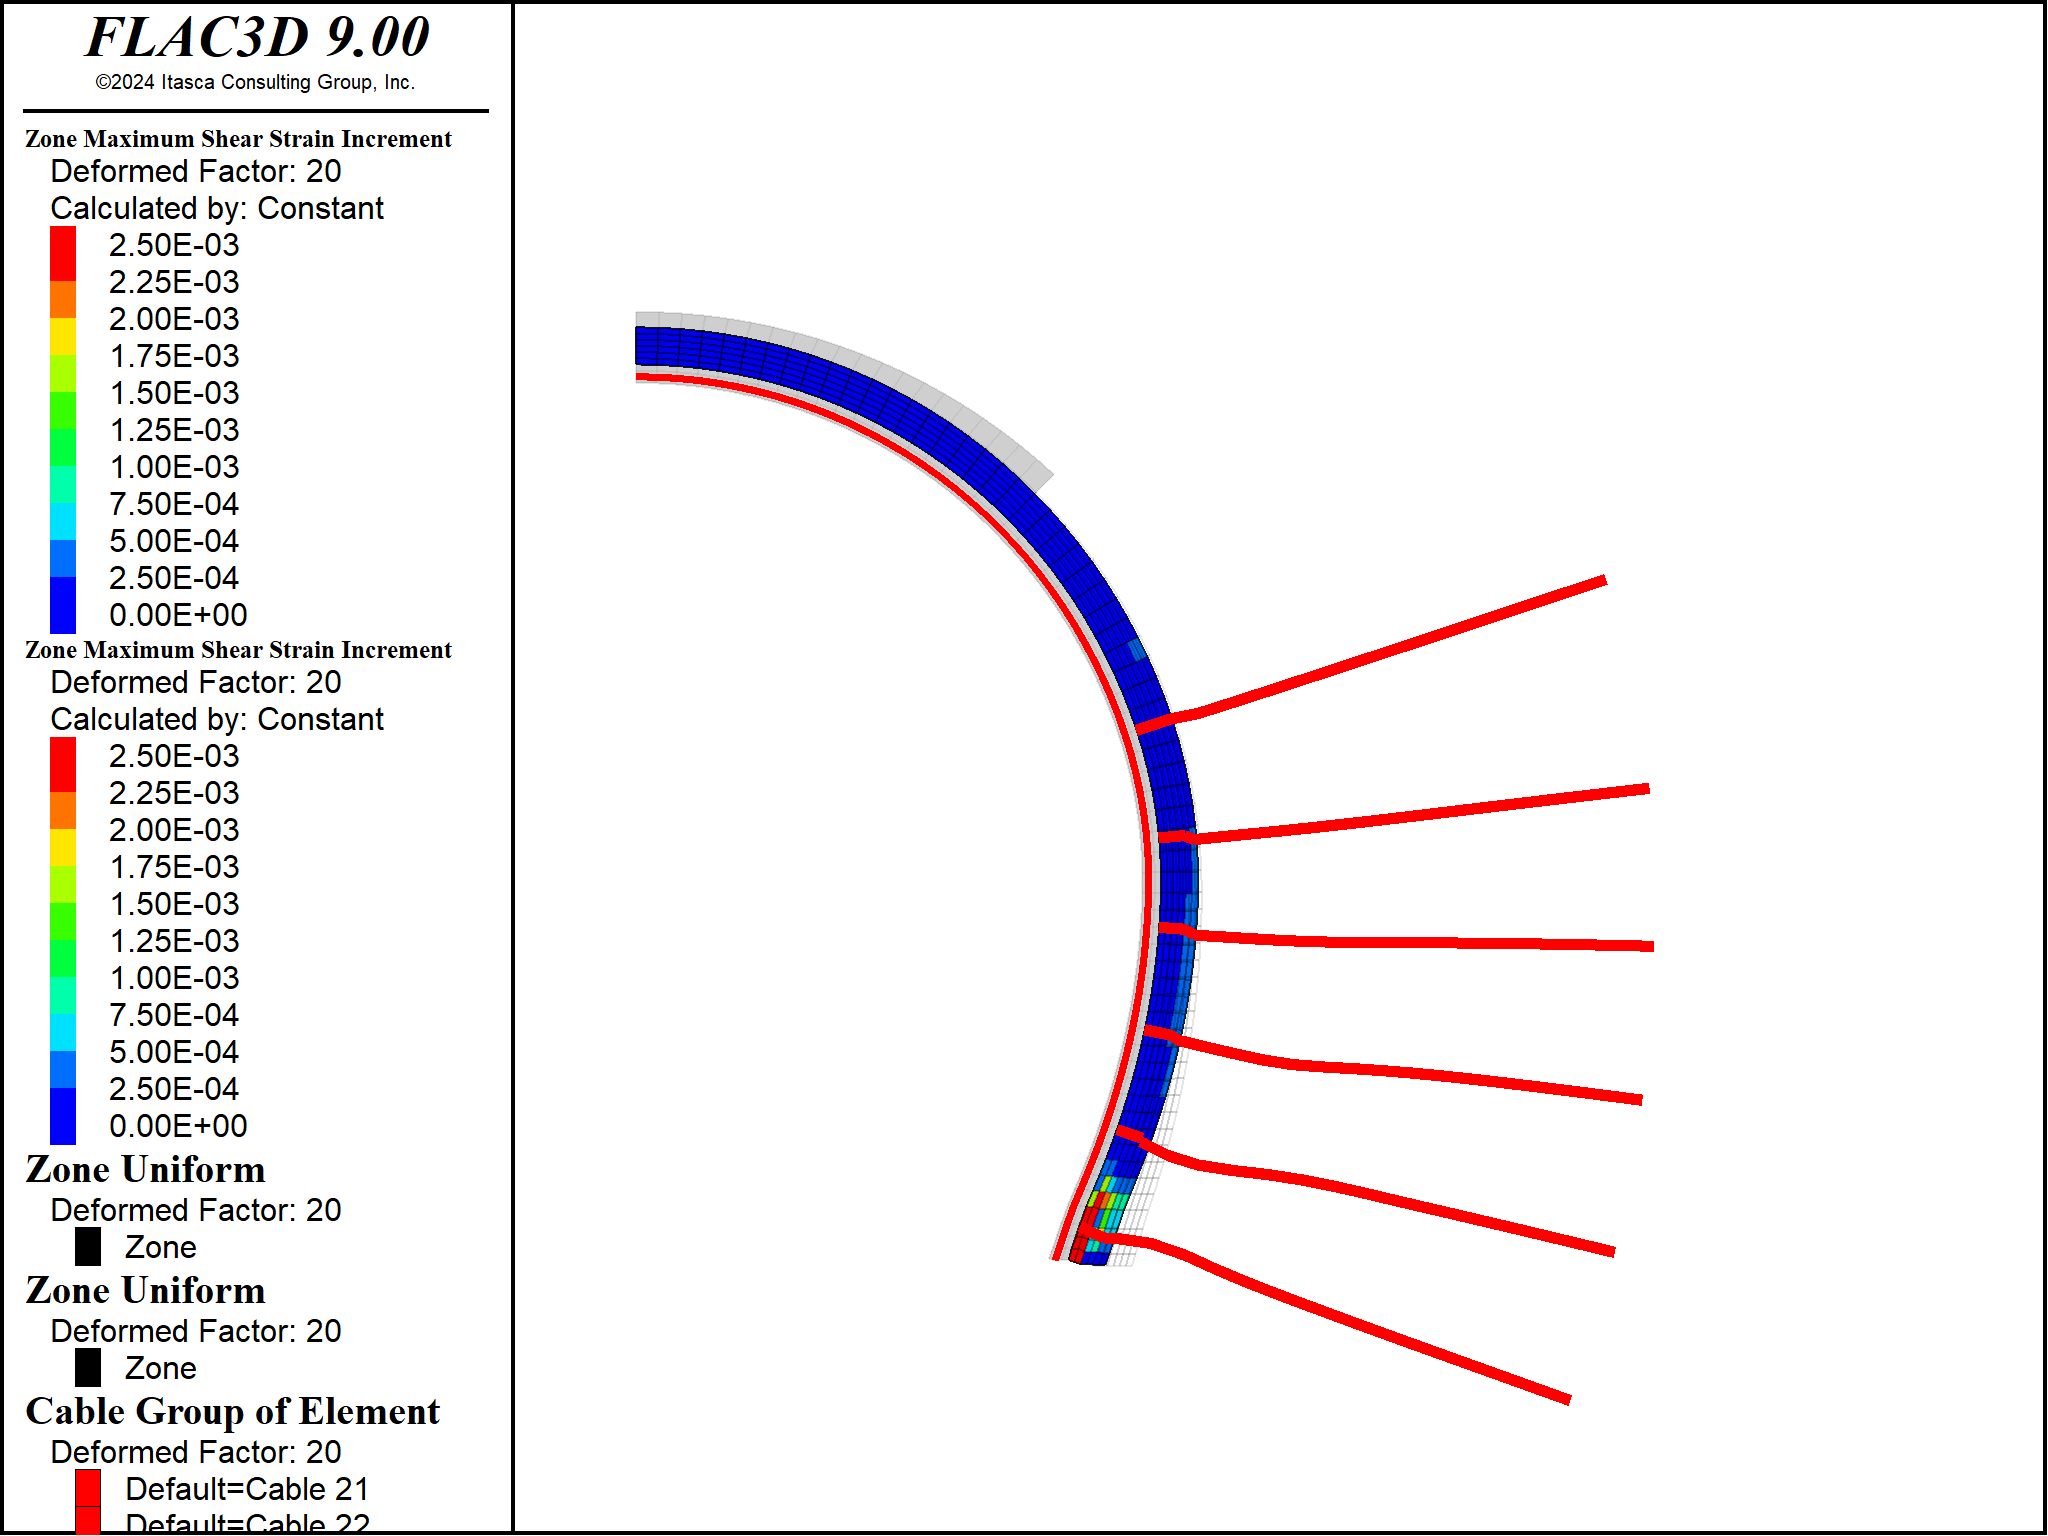 FLAC3D 9.00
©2024 Itasca Consulting Group, Inc.
Zone Maximum Shear Strain Increment
Deformed Factor: 20
Calculated by: Constant
2.50E-03
2.25E-03
2.00E-03
1.75E-03
1.50E-03
1.25E-03
1.00E-03
7.50E-04
5.00E-04
2.50E-04
0.00E+00
Zone Maximum Shear Strain Increment
Deformed Factor: 20
Calculated by: Constant
2.50E-03
2.25E-03
2.00E-03
1.75E-03
1.50E-03
1.25E-03
1.00E-03
7.50E-04
5.00E-04
2.50E-04
0.00E+00
Zone Uniform
Deformed Factor: 20
Zone
Zone Uniform
Deformed Factor: 20
Zone
Cable Group of Element
Deformed Factor: 20
Default=Cable 21
Default=Cable 22